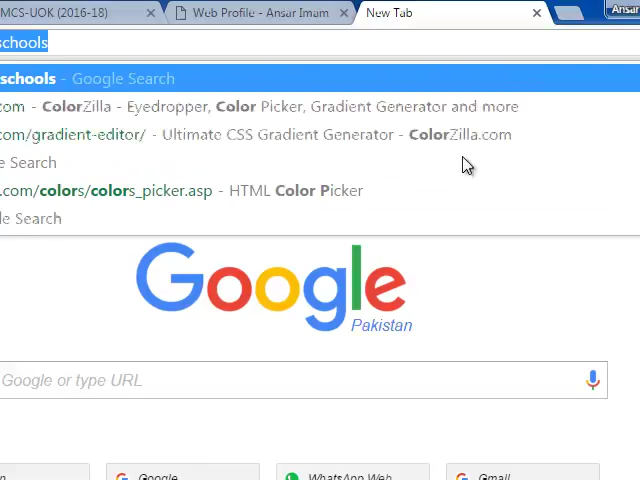 MCS-UOK (2016-18) Web Profile - Ansar Imam New Tab Ansar
schools
schools - Google Search
com - ColorZilla - Eyedropper, Color Picker, Gradient Generator and more
com/gradient-editor/ - Ultimate CSS Gradient Generator - ColorZilla.com
e Search
.com/colors/colors_picker.asp - HTML Color Picker
le Search
Google
Pakistan
Google or type URL
Google WhatsApp Web Gmail